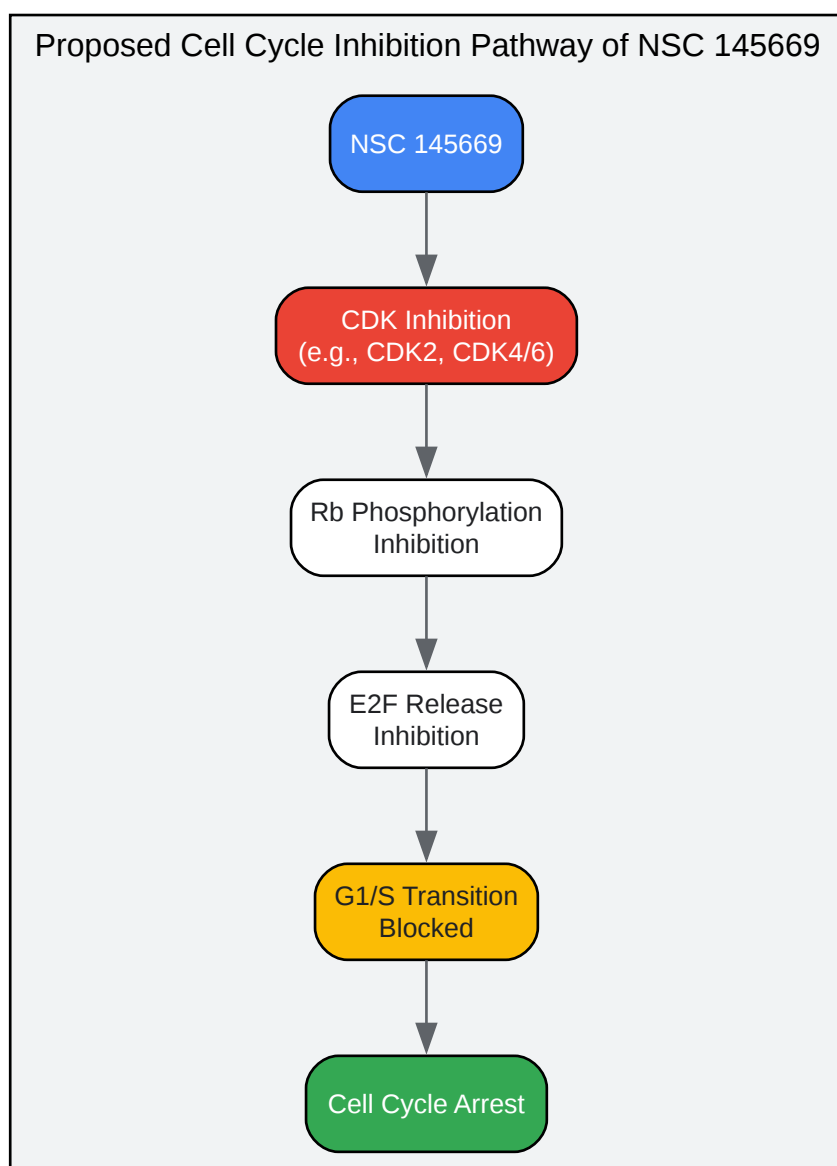 Proposed Cell Cycle Inhibition Pathway of NSC 145669
NSC 145669
CDK Inhibition
(e.g., CDK2, CDK4/6)
Rb Phosphorylation
Inhibition
E2F Release
Inhibition
G1/S Transition
Blocked
Cell Cycle Arrest